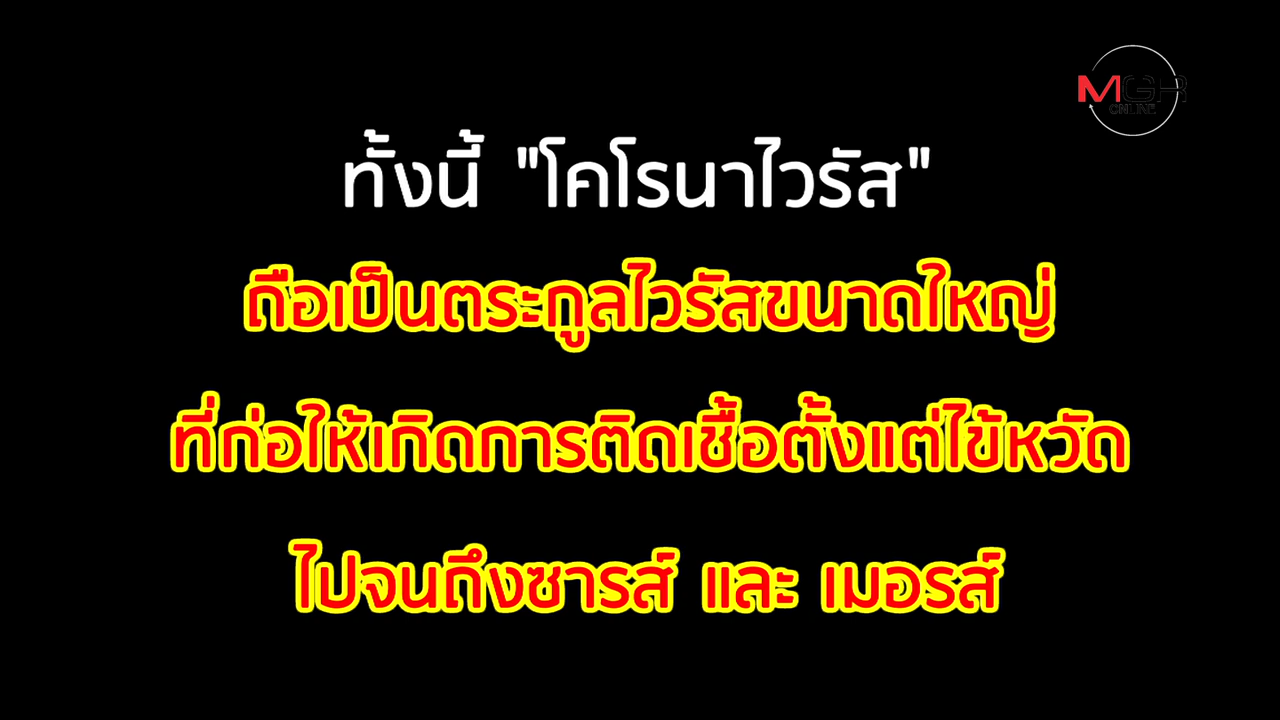 MGR
ONLINE
ทั้งนี้ "โคโรนาไวรัส"
ถือเป็นตระกูลไวรัสขนาดใหญ่
ที่ก่อให้เกิดการติดเชื้อตั้งแต่ไข้หวัด
ไปจนถึงซารส์ และ เมอรส์